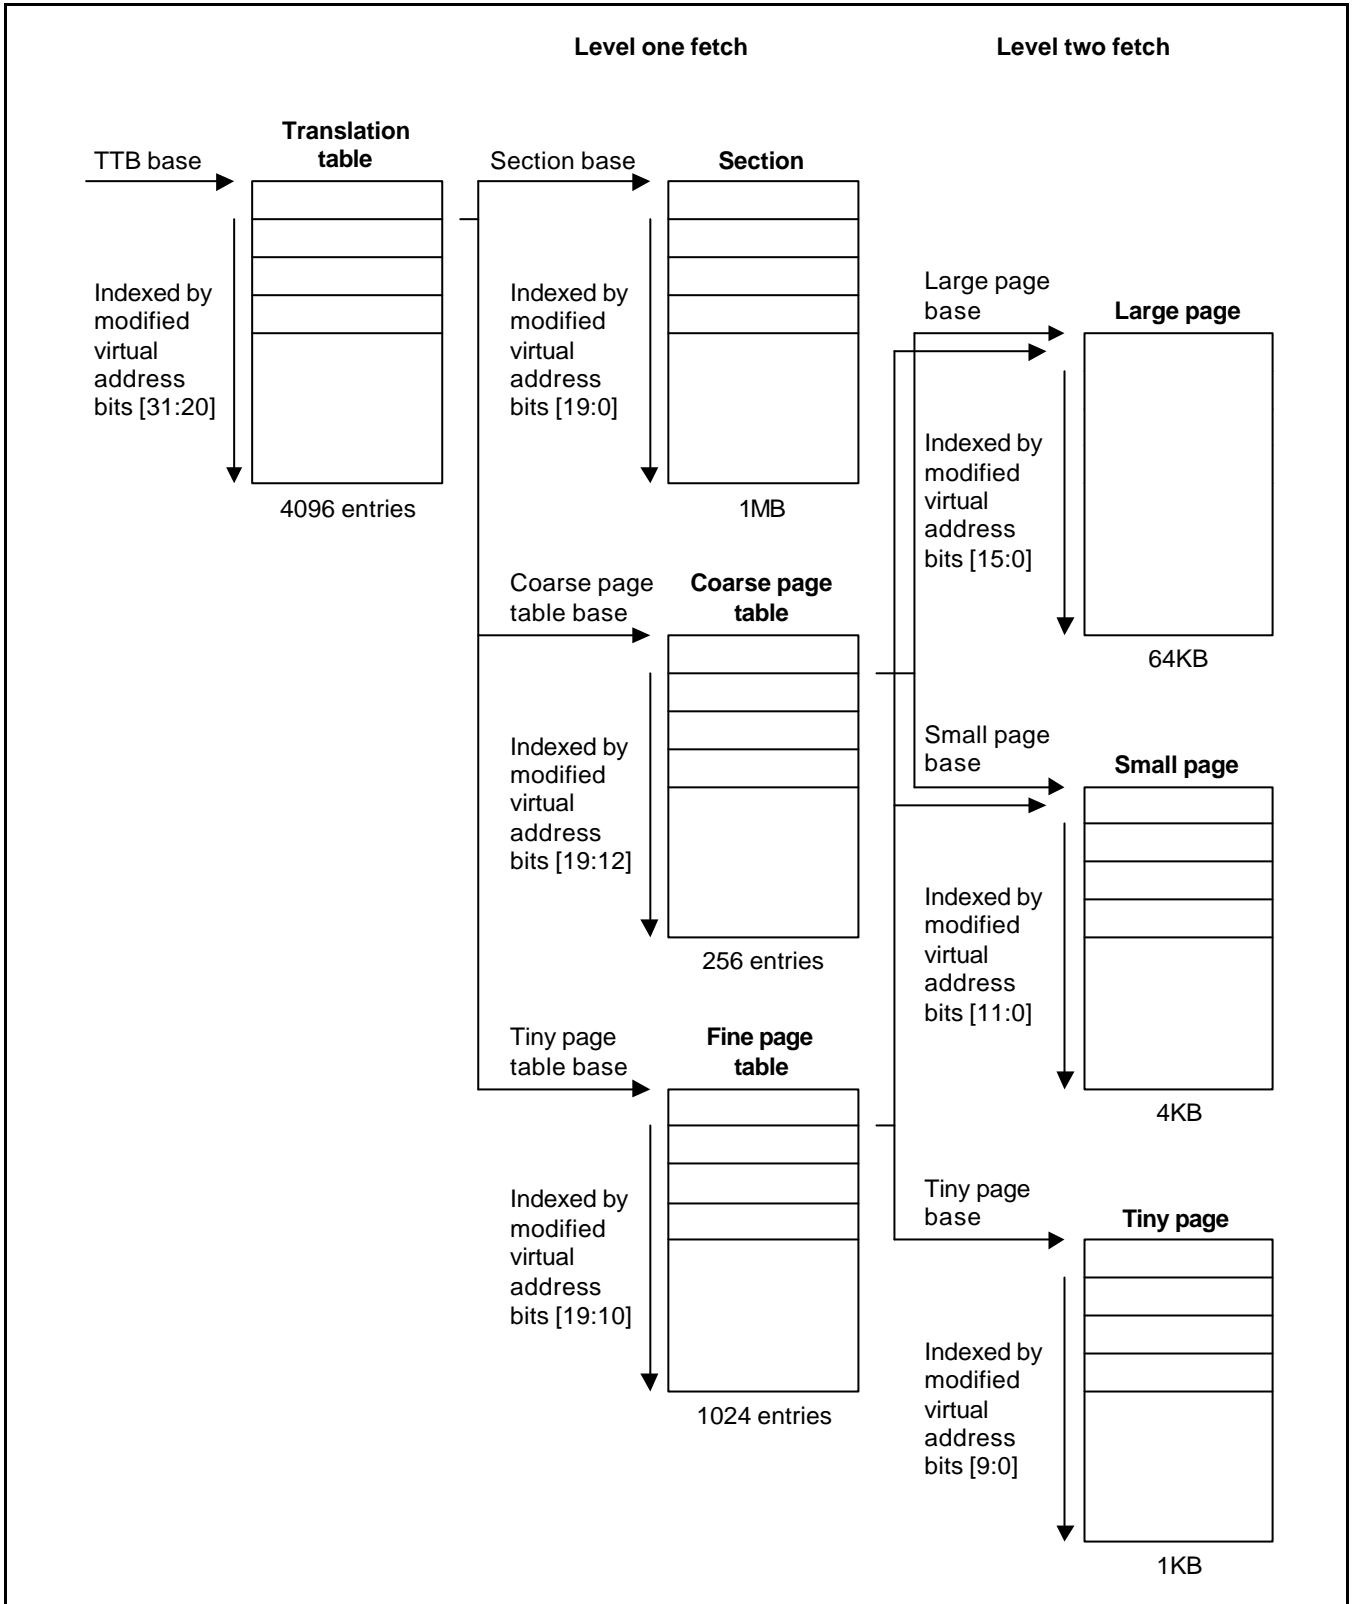 Level one fetch
Level two fetch
Translation
table
TTB base
Section base
Section
Indexed by
modified
virtual
address
bits [31:20]
4096 entries
Indexed by
modified
virtual
address
bits [19:0]
1MB
Large page
base
Large page
Indexed by
modified
virtual
address
bits [15:0]
64KB
Coarse page
table base
Coarse page
table
Indexed by
modified
virtual
address
bits [19:12]
256 entries
Small page
base
Small page
Indexed by
modified
virtual
address
bits [11:0]
4KB
Tiny page
table base
Fine page
table
Indexed by
modified
virtual
address
bits [19:10]
1024 entries
Tiny page
base
Tiny page
Indexed by
modified
virtual
address
bits [9:0]
1KB